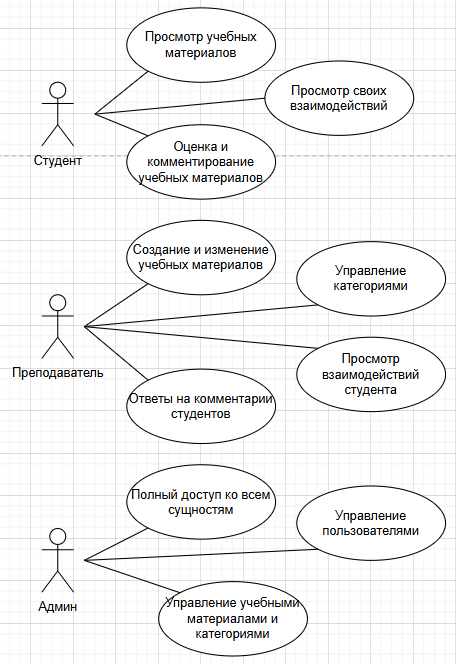 Просмотр учебных
материалов
Просмотр своих
взаимодействий
Студент
Оценка и
комментирование
учебных материалов
Создание и изменение
учебных материалов
Управление
категориями
Преподаватель
Просмотр
взаимодействий
студента
Ответы на комментарии
студентов
Полный доступ ко всем
сущностям
Управление
пользователями
Админ
Управление учебными
материалами и
категориями